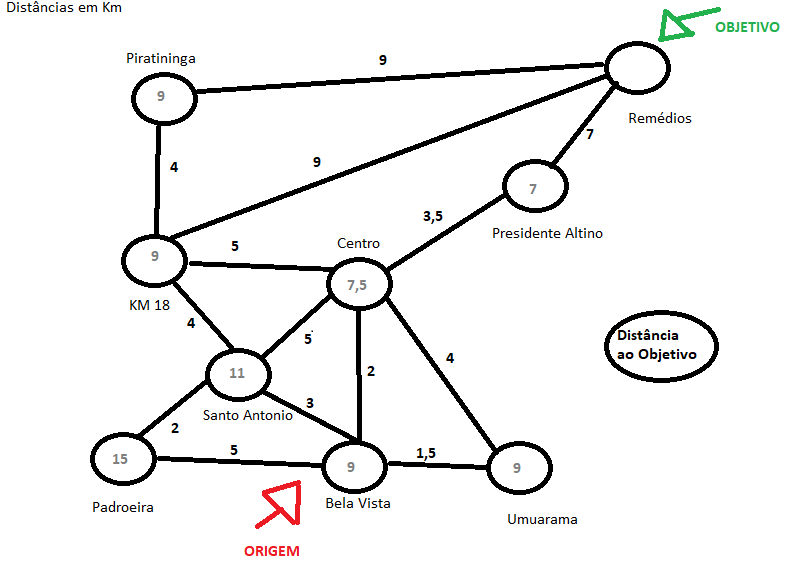 Distâncias em Km
OBJETIVO
Piratininga
9
9
Remédios
7
4
9
7
3,5
Presidente Altino
Centro
5
9
7,5
KM 18
4
5
Distância
ao Objetivo
11
2
4
Santo Antonio
3
2
5
1,5
15
9
9
Padroeira
Bela Vista
Umuarama
ORIGEM